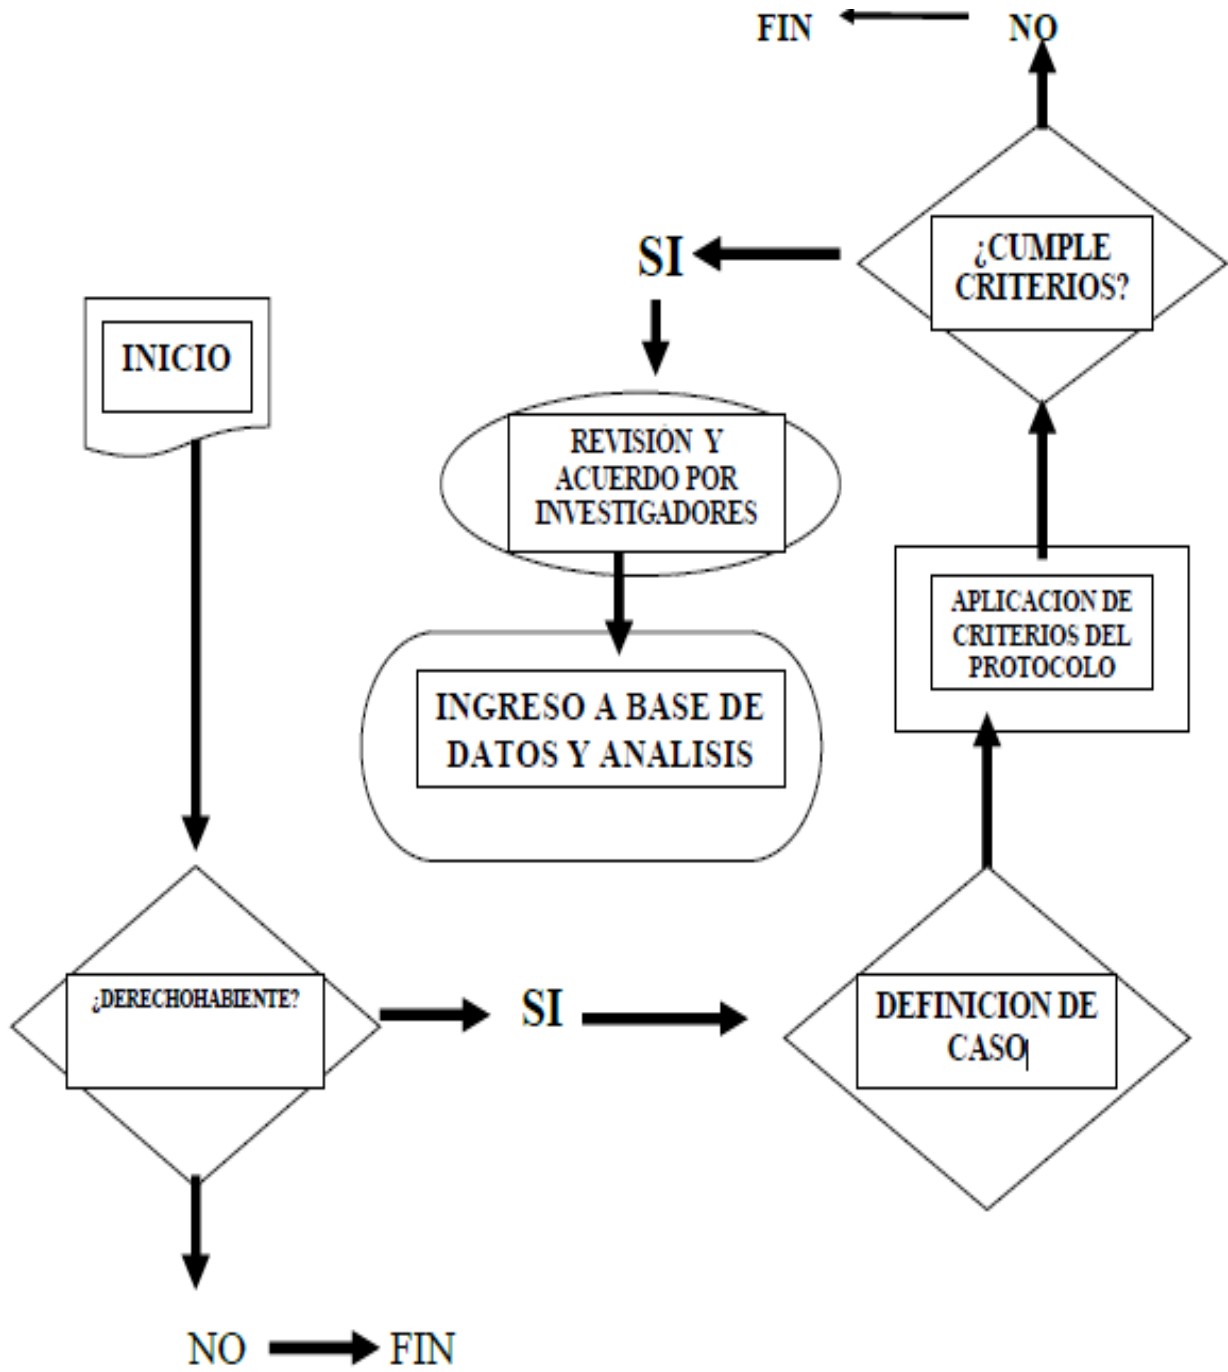 FIN
NO
¿CUMPLE
CRITERIOS?
SI
INICIO
REVISIÓN Y
ACUERDO POR
INVESTIGADORES
APLICACION DE
CRITERIOS DEL
PROTOCOLO
INGRESO A BASE DE
DATOS Y ANALISIS
¿DERECHOHABIENTE?
SI
DEFINICION DE
CASO
NO
FIN